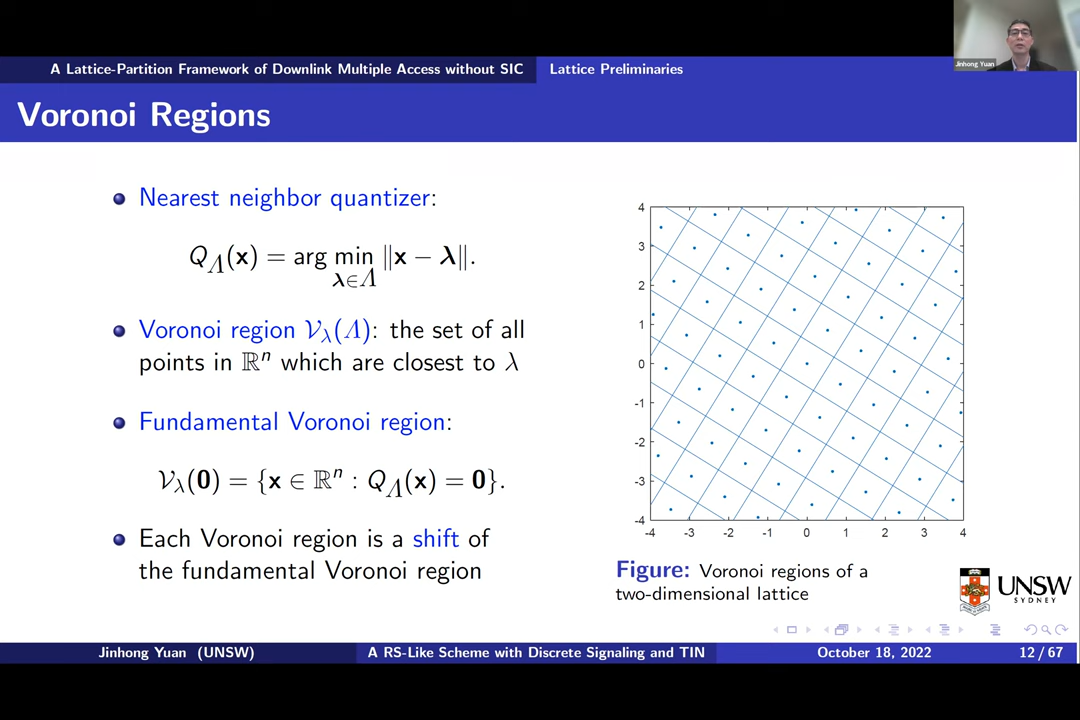 Jinhong Yuan
A Lattice-Partition Framework of Downlink Multiple Access without SIC
Lattice Preliminaries
Voronoi Regions
Nearest neighbor quantizer:
Q_Λ(x) = arg min ‖x − λ‖.
λ∈Λ
Voronoi region 𝒱_λ(Λ): the set of all
points in ℝⁿ which are closest to λ
Fundamental Voronoi region:
𝒱_λ(0) = {x ∈ ℝⁿ : Q_Λ(x) = 0}.
Each Voronoi region is a shift of
the fundamental Voronoi region
4
3
2
1
0
-1
-2
-3
-4
-4 -3 -2 -1 0 1 2 3 4
Figure: Voronoi regions of a
two-dimensional lattice
UNSW
SYDNEY
Jinhong Yuan (UNSW)
A RS-Like Scheme with Discrete Signaling and TIN
October 18, 2022
12 / 67